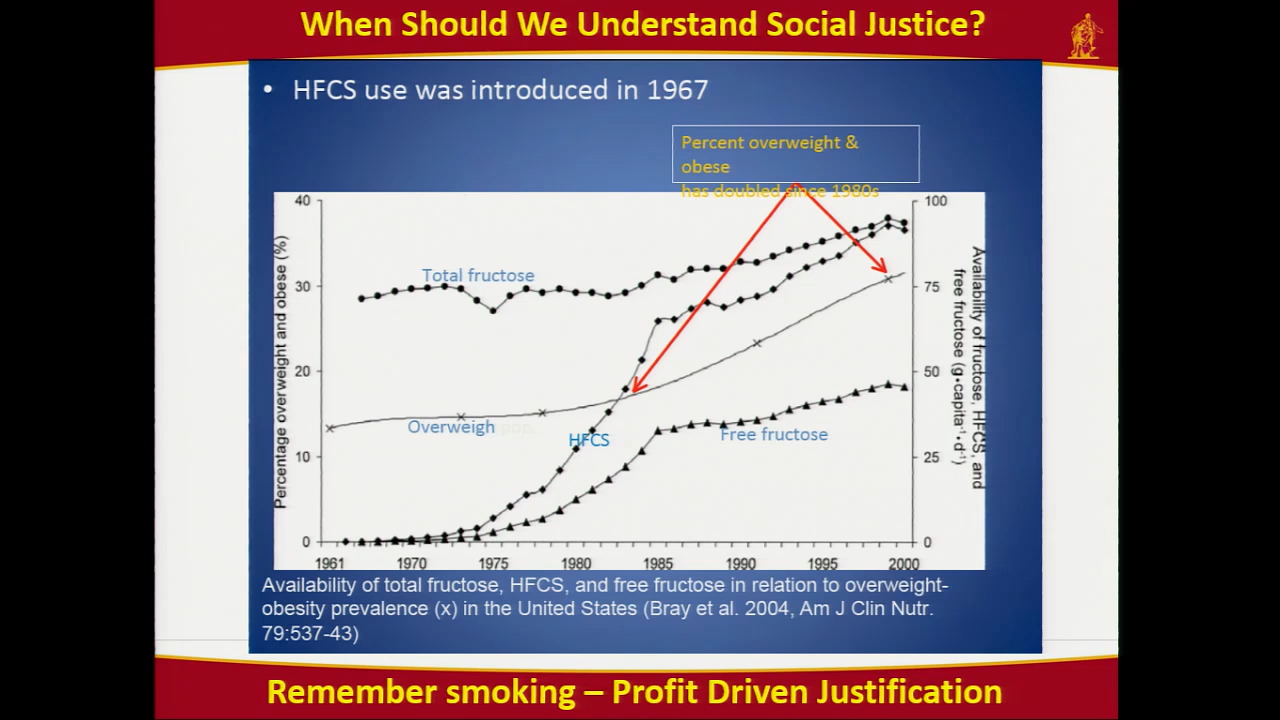 When Should We Understand Social Justice?
• HFCS use was introduced in 1967
Percent overweight &
obese
has doubled since 1980s
40
30
20
10
0
Percentage overweight and obese (%)
100
75
50
25
0
Availability of fructose, HFCS, and
free fructose (g•capita⁻¹•d⁻¹)
Total fructose
Overweigh pop.
HFCS
Free fructose
1961 1970 1975 1980 1985 1990 1995 2000
Availability of total fructose, HFCS, and free fructose in relation to overweight-
obesity prevalence (x) in the United States (Bray et al. 2004, Am J Clin Nutr.
79:537-43)
Remember smoking – Profit Driven Justification